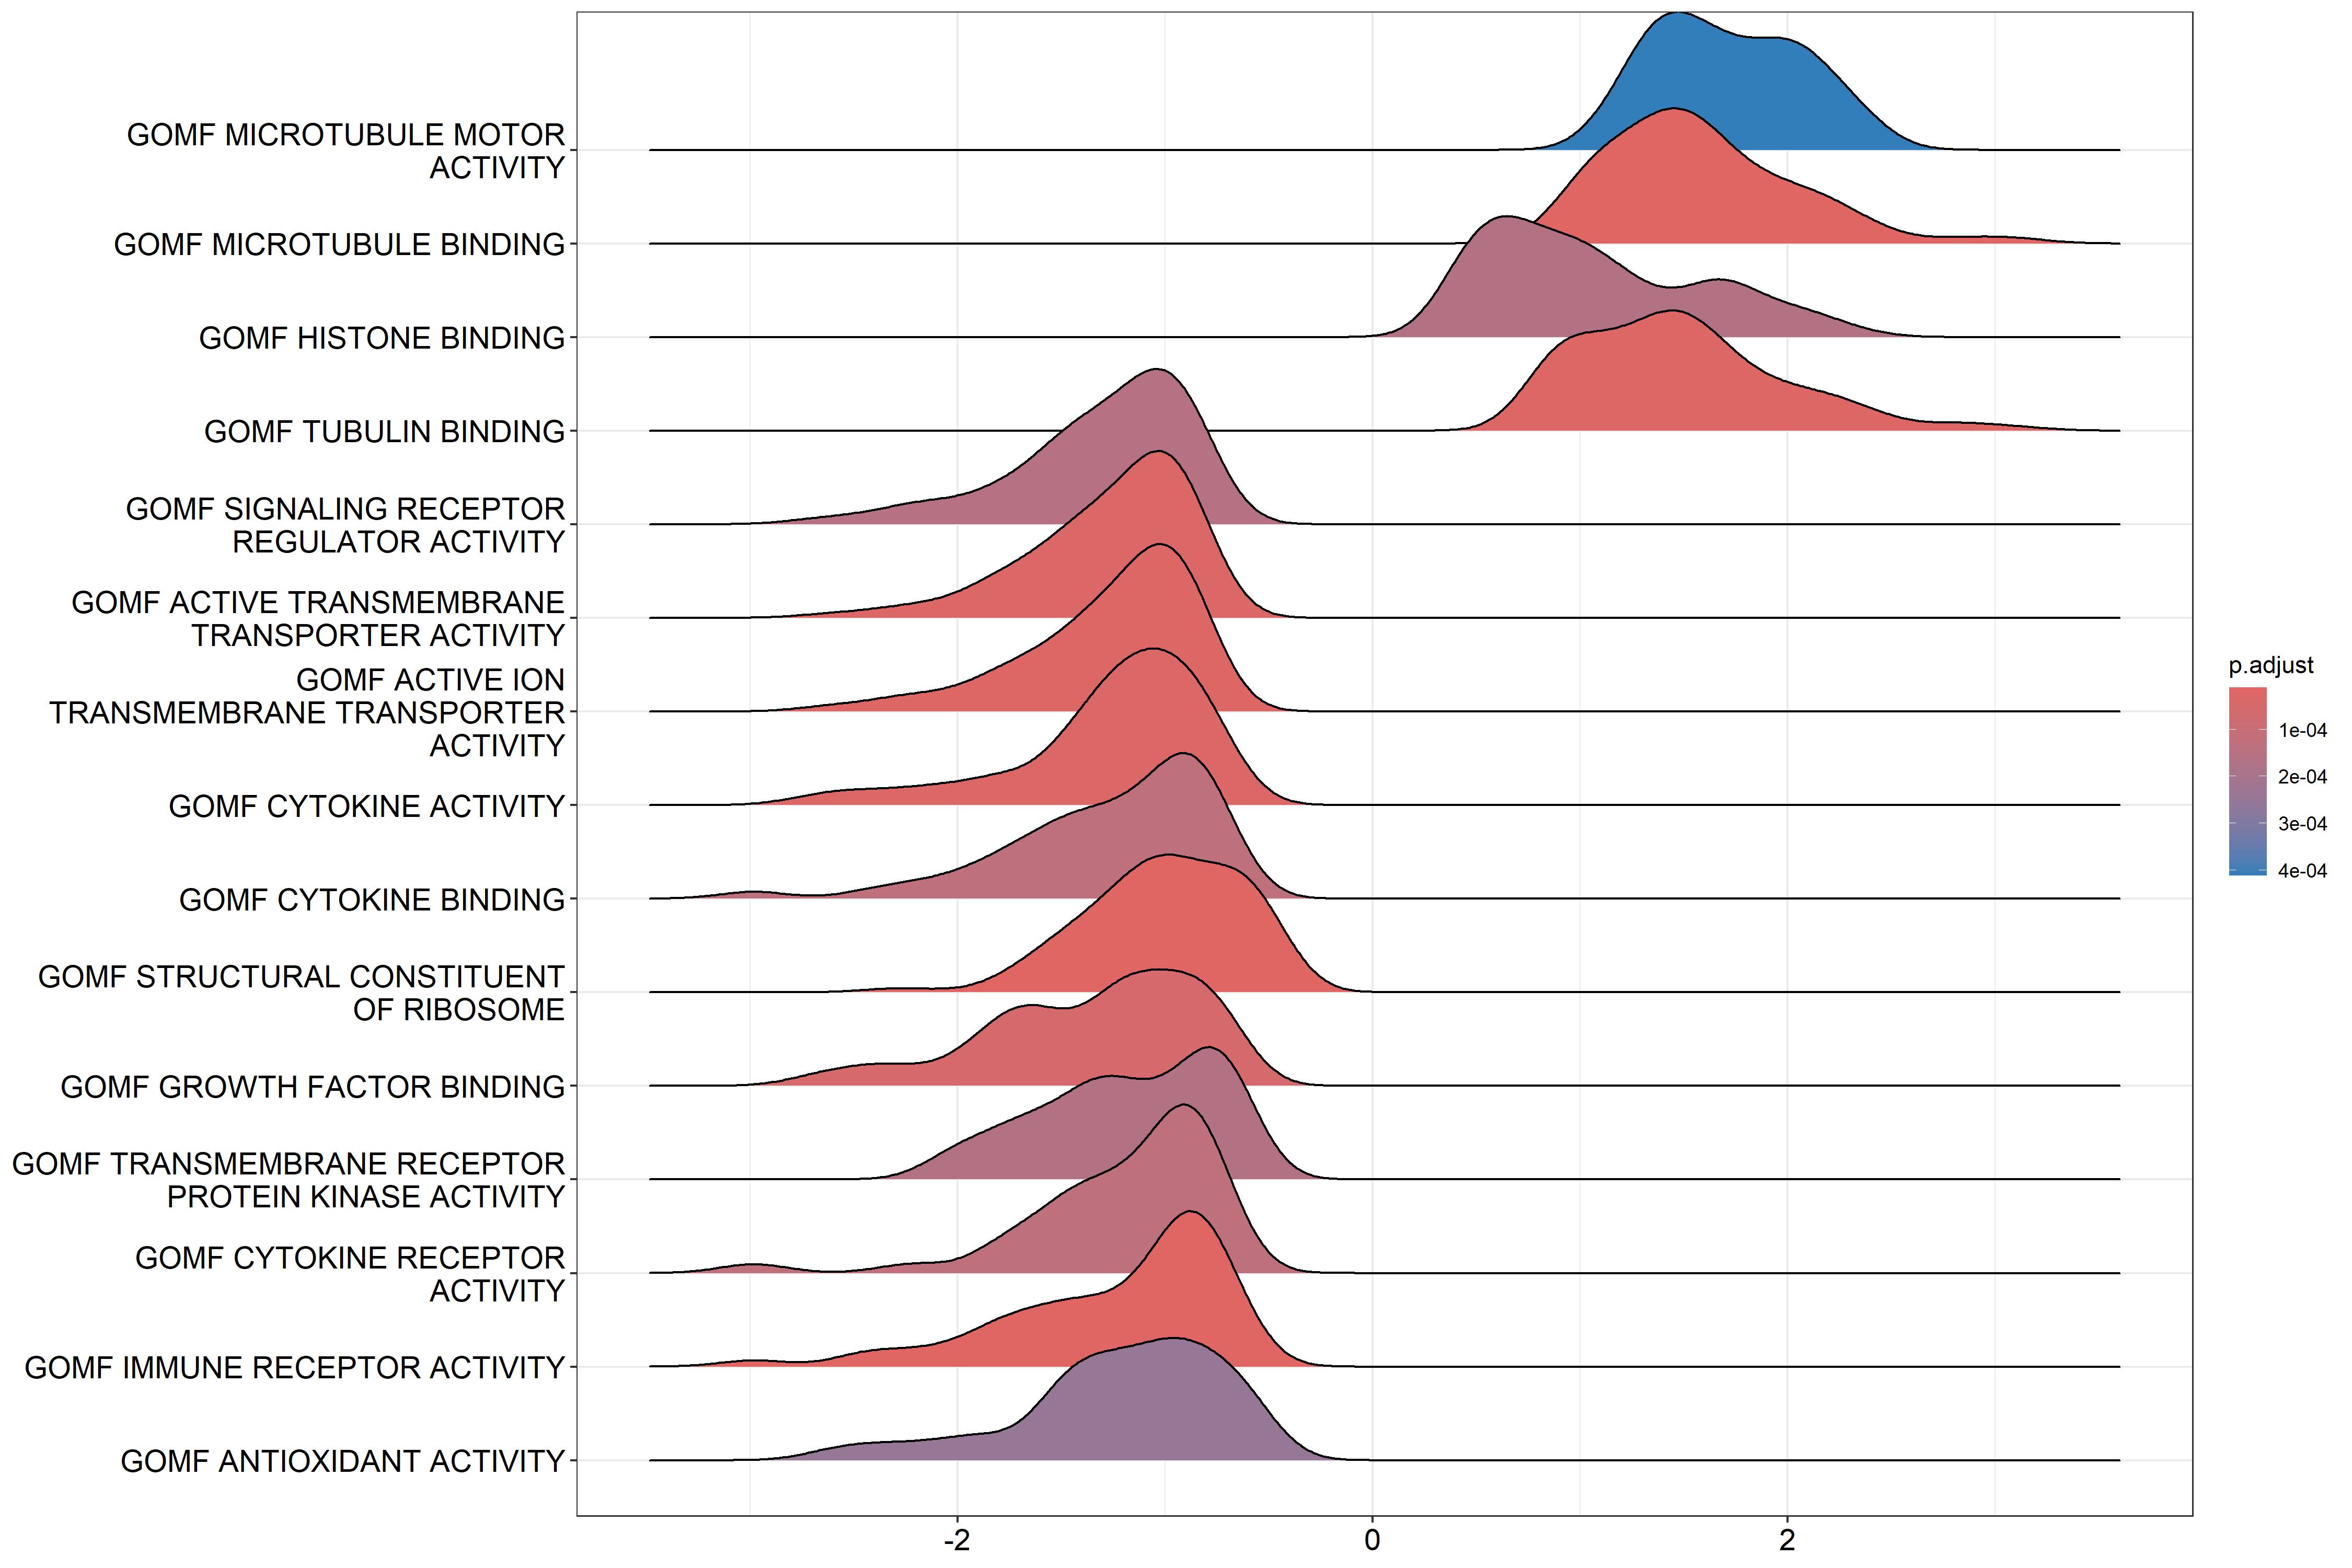 GOMF MICROTUBULE MOTOR
ACTIVITY
GOMF MICROTUBULE BINDING
GOMF HISTONE BINDING
GOMF TUBULIN BINDING
GOMF SIGNALING RECEPTOR
REGULATOR ACTIVITY
GOMF ACTIVE TRANSMEMBRANE
TRANSPORTER ACTIVITY
GOMF ACTIVE ION
TRANSMEMBRANE TRANSPORTER
ACTIVITY
GOMF CYTOKINE ACTIVITY
GOMF CYTOKINE BINDING
GOMF STRUCTURAL CONSTITUENT
OF RIBOSOME
GOMF GROWTH FACTOR BINDING
GOMF TRANSMEMBRANE RECEPTOR
PROTEIN KINASE ACTIVITY
GOMF CYTOKINE RECEPTOR
ACTIVITY
GOMF IMMUNE RECEPTOR ACTIVITY
GOMF ANTIOXIDANT ACTIVITY
-2 0 2
p.adjust
1e-04
2e-04
3e-04
4e-04